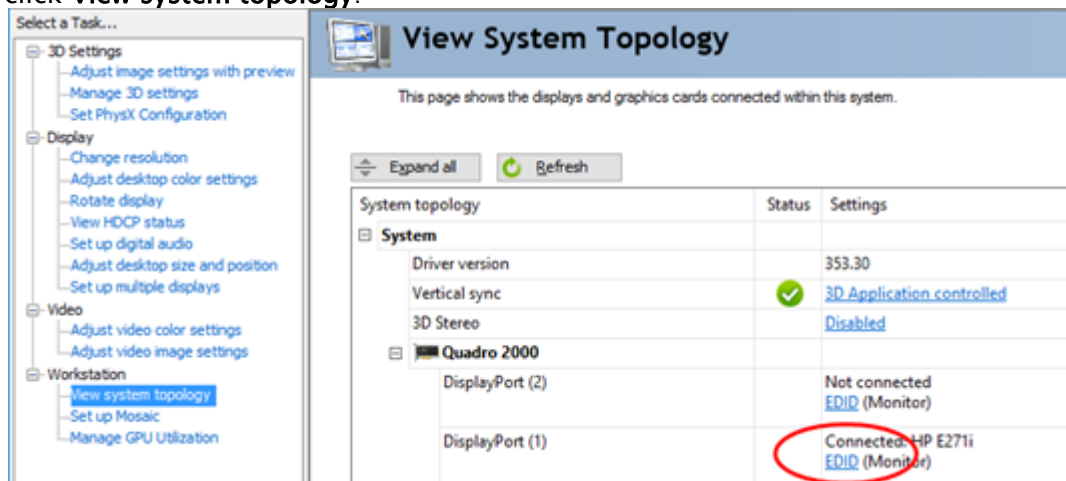 click View system topology.
Select a Task...
3D Settings
Adjust image settings with preview
Manage 3D settings
Set PhysX Configuration
Display
Change resolution
Adjust desktop color settings
Rotate display
View HDCP status
Set up digital audio
Adjust desktop size and position
Set up multiple displays
Video
Adjust video color settings
Adjust video image settings
Workstation
View system topology
Set up Mosaic
Manage GPU Utilization
View System Topology
This page shows the displays and graphics cards connected within this system.
Expand all Refresh
System topology Status Settings
System
Driver version 353.30
Vertical sync 3D Application controlled
3D Stereo Disabled
Quadro 2000
DisplayPort (2) Not connected
EDID (Monitor)
DisplayPort (1) Connected: HP E271i
EDID (Monitor)